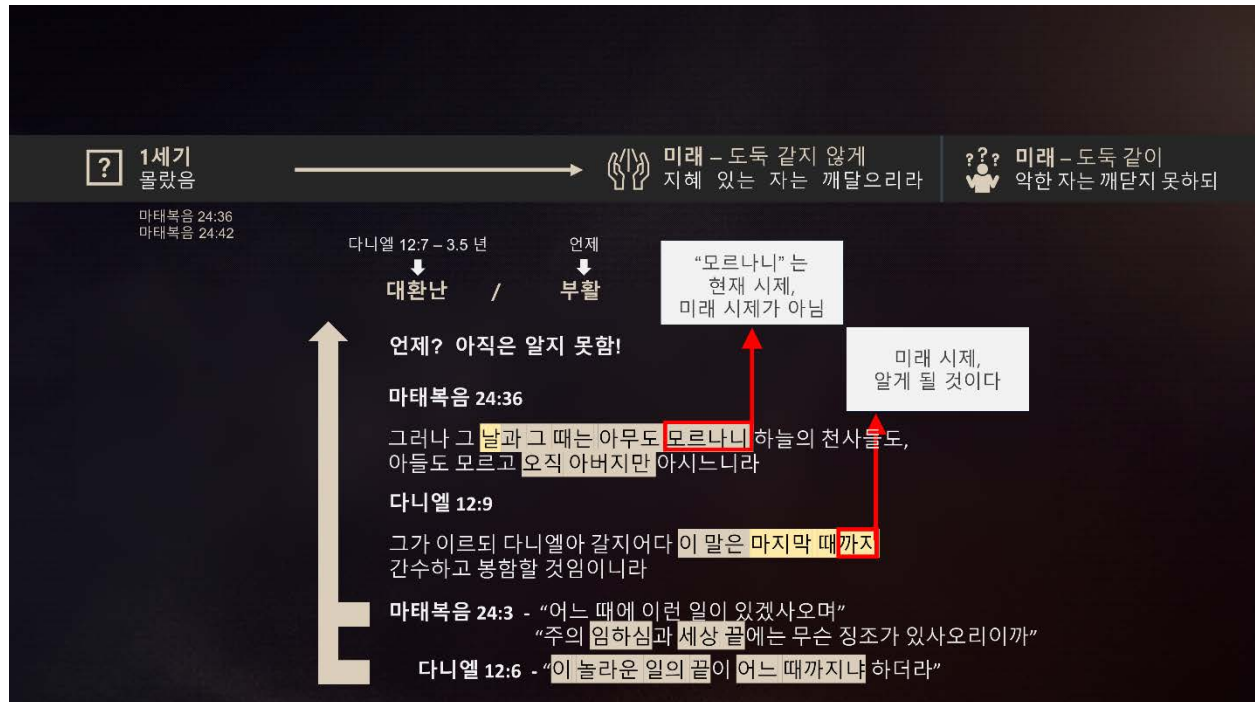 ?
1세기
몰랐음
미래 – 도둑 같지 않게
지혜 있는 자는 깨달으리라
???
미래 – 도둑 같이
악한 자는 깨닫지 못하되
마태복음 24:36
마태복음 24:42
다니엘 12:7 – 3.5 년
언제
대환난 / 부활
“모르나니” 는
현재 시제,
미래 시제가 아님
언제? 아직은 알지 못함!
미래 시제,
알게 될 것이다
마태복음 24:36
그러나 그 날과 그 때는 아무도 모르나니 하늘의 천사들도,
아들도 모르고 오직 아버지만 아시느니라
다니엘 12:9
그가 이르되 다니엘아 갈지어다 이 말은 마지막 때까지
간수하고 봉함할 것임이니라
마태복음 24:3 - “어느 때에 이런 일이 있겠사오며”
“주의 임하심과 세상 끝에는 무슨 징조가 있사오리이까”
다니엘 12:6 - “이 놀라운 일의 끝이 어느 때까지냐 하더라”